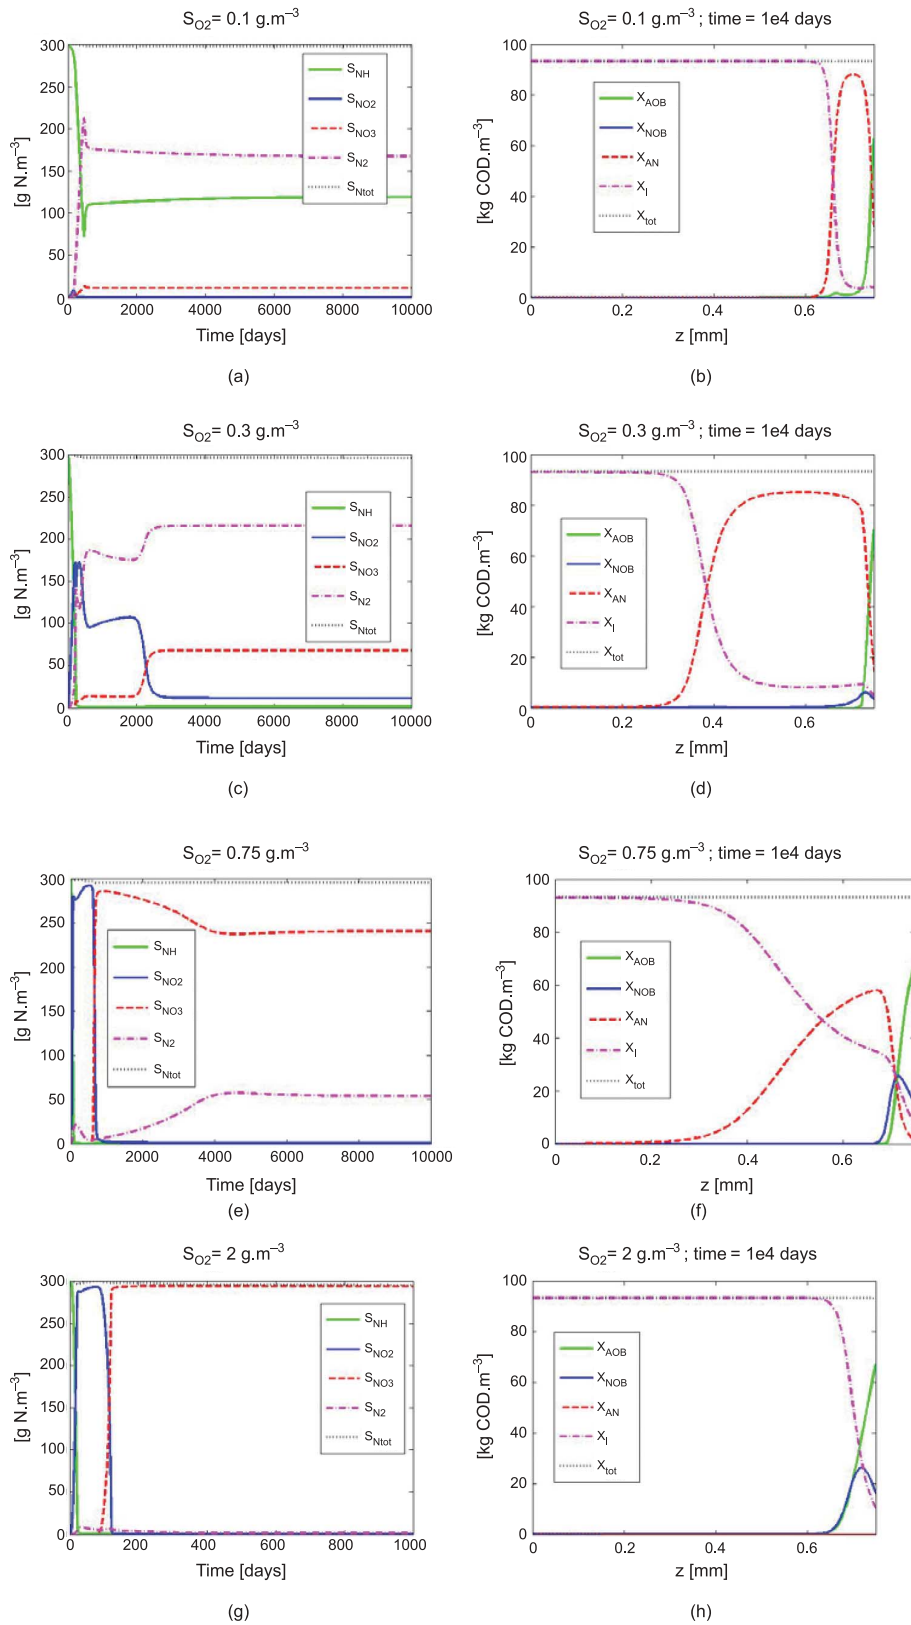 S_O2= 0.1 g.m⁻³
[g N.m⁻³]
300
250
200
150
100
50
0
S_NH
S_NO2
S_NO3
S_N2
S_Ntot
0 2000 4000 6000 8000 10000
Time [days]
(a)
S_O2= 0.1 g.m⁻³ ; time = 1e4 days
[kg COD.m⁻³]
100
80
60
40
20
0
X_AOB
X_NOB
X_AN
X_I
X_tot
0 0.2 0.4 0.6
z [mm]
(b)
S_O2= 0.3 g.m⁻³
[g N.m⁻³]
300
250
200
150
100
50
0
S_NH
S_NO2
S_NO3
S_N2
S_Ntot
0 2000 4000 6000 8000 10000
Time [days]
(c)
S_O2= 0.3 g.m⁻³ ; time = 1e4 days
[kg COD.m⁻³]
100
80
60
40
20
0
X_AOB
X_NOB
X_AN
X_I
X_tot
0 0.2 0.4 0.6
z [mm]
(d)
S_O2= 0.75 g.m⁻³
[g N.m⁻³]
300
250
200
150
100
50
0
S_NH
S_NO2
S_NO3
S_N2
S_Ntot
0 2000 4000 6000 8000 10000
Time [days]
(e)
S_O2= 0.75 g.m⁻³ ; time = 1e4 days
[kg COD.m⁻³]
100
80
60
40
20
0
X_AOB
X_NOB
X_AN
X_I
X_tot
0 0.2 0.4 0.6
z [mm]
(f)
S_O2= 2 g.m⁻³
[g N.m⁻³]
300
250
200
150
100
50
0
S_NH
S_NO2
S_NO3
S_N2
S_Ntot
0 200 400 600 800 1000
Time [days]
(g)
S_O2= 2 g.m⁻³ ; time = 1e4 days
[kg COD.m⁻³]
100
80
60
40
20
0
X_AOB
X_NOB
X_AN
X_I
X_tot
0 0.2 0.4 0.6
z [mm]
(h)